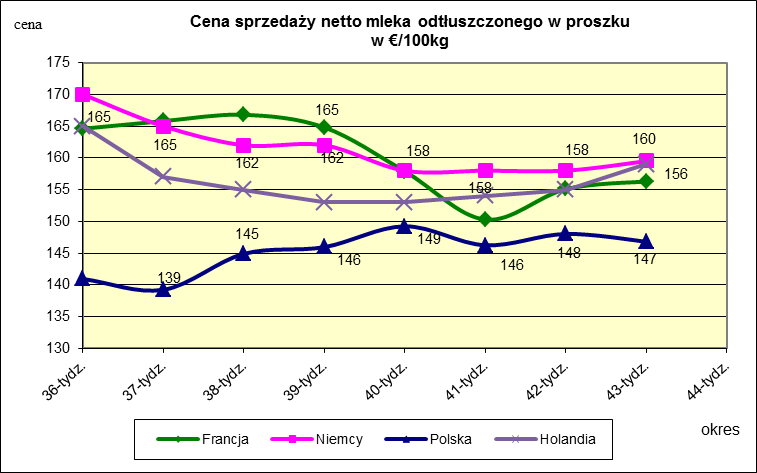 Cena sprzedaży netto mleka odtłuszczonego w proszku
w €/100kg
cena
175
170
165
160
155
150
145
140
135
130
165
165
162
165
162
158
158
158
160
156
139
145
146
149
146
148
147
36-tydz.
37-tydz.
38-tydz.
39-tydz.
40-tydz.
41-tydz.
42-tydz.
43-tydz.
44-tydz.
okres
Francja
Niemcy
Polska
Holandia